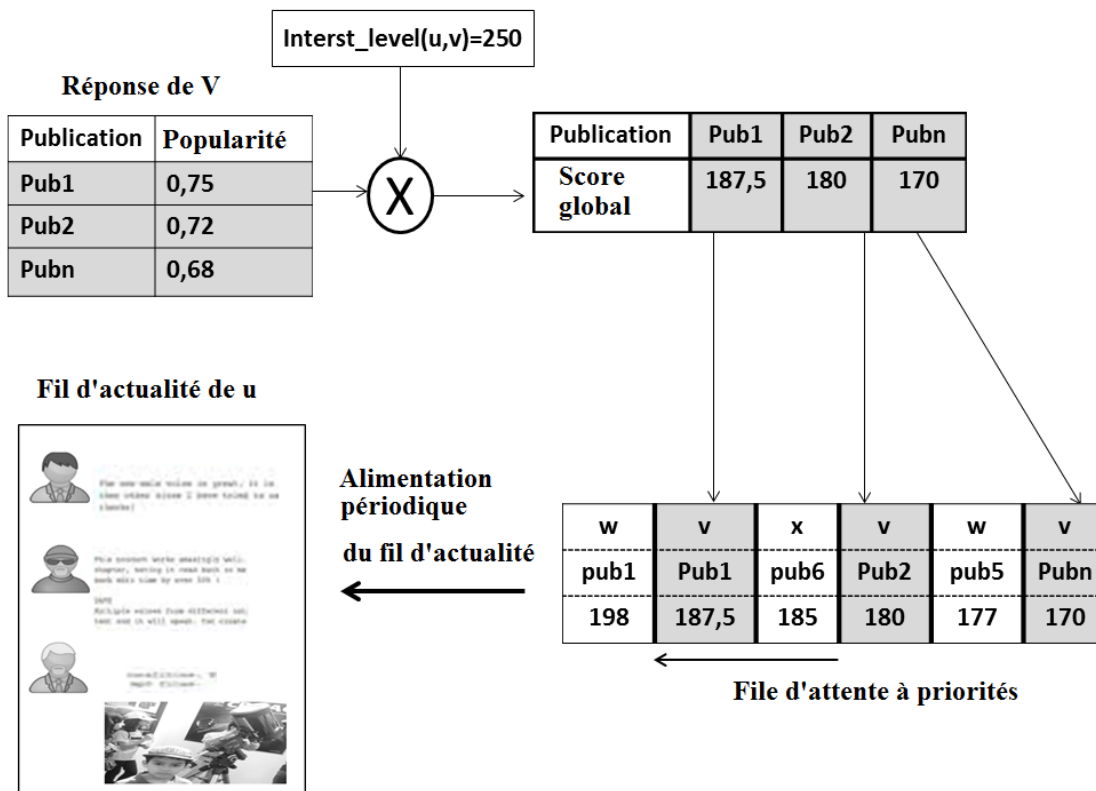 Interst_level(u,v)=250
Réponse de V
Publication Popularité
Pub1 0,75
Pub2 0,72
Pubn 0,68
X
Publication Pub1 Pub2 Pubn
Score global 187,5 180 170
Fil d'actualité de u
Alimentation
périodique
du fil d'actualité
w v x v w v
pub1 Pub1 pub6 Pub2 pub5 Pubn
198 187,5 185 180 177 170
File d'attente à priorités